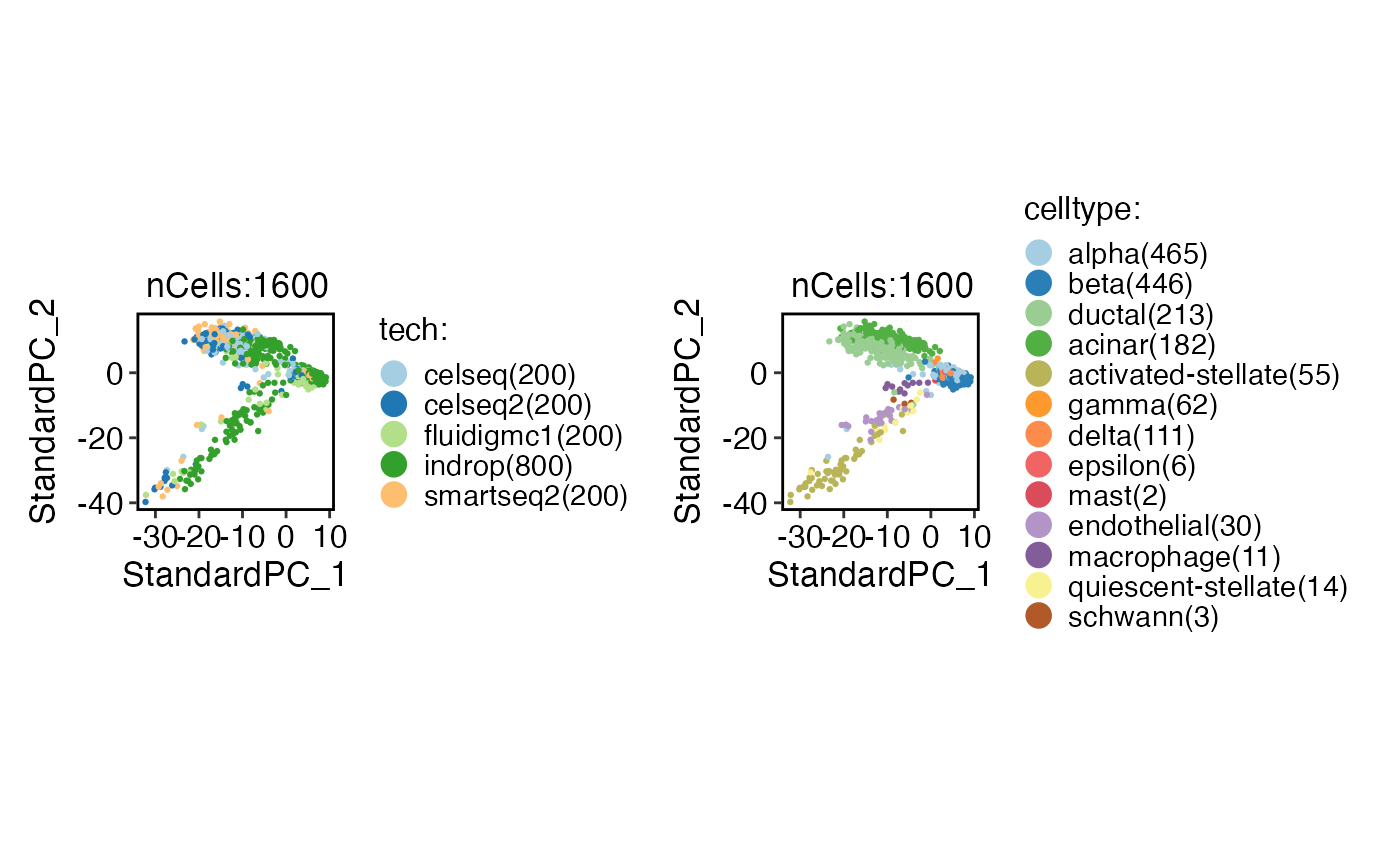 nCells:1600
StandardPC_2
0
-20
-40
-30
-20
-10
0
10
StandardPC_1
tech:
celseq(200)
celseq2(200)
fluidigmc1(200)
indrop(800)
smartseq2(200)
nCells:1600
StandardPC_2
0
-20
-40
-30
-20
-10
0
10
StandardPC_1
celltype:
alpha(465)
beta(446)
ductal(213)
acinar(182)
activated-stellate(55)
gamma(62)
delta(111)
epsilon(6)
mast(2)
endothelial(30)
macrophage(11)
quiescent-stellate(14)
schwann(3)